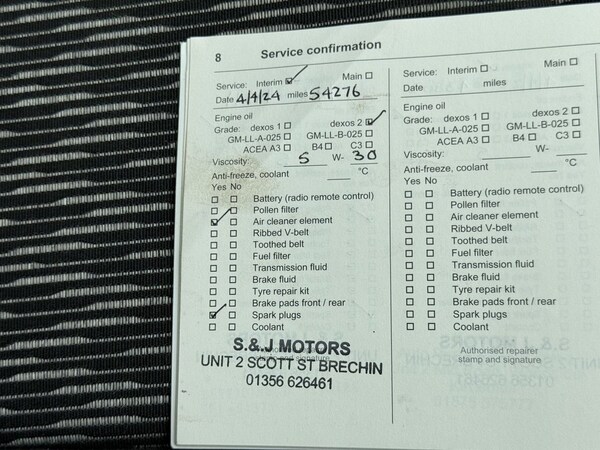 8 Service confirmation
Service: Interim Main
Date 4/4/24 miles 54276
Engine oil
Grade: dexos 1 dexos 2
GM-LL-A-025 GM-LL-B-025
ACEA A3 B4 C3
Viscosity: 5 W- 30
Anti-freeze, coolant °C
Yes No
Battery (radio remote control)
Pollen filter
Air cleaner element
Ribbed V-belt
Toothed belt
Fuel filter
Transmission fluid
Brake fluid
Tyre repair kit
Brake pads front / rear
Spark plugs
Coolant
S.&J MOTORS
Authorised repairer
stamp and signature
UNIT 2 SCOTT ST BRECHIN
01356 626461
Service: Interim Main
Date miles
Engine oil
Grade: dexos 1 dexos 2
GM-LL-A-025 GM-LL-B-025
ACEA A3 B4 C3
Viscosity: W-
Anti-freeze, coolant °C
Yes No
Battery (radio remote control)
Pollen filter
Air cleaner element
Ribbed V-belt
Toothed belt
Fuel filter
Transmission fluid
Brake fluid
Tyre repair kit
Brake pads front / rear
Spark plugs
Coolant
Authorised repairer
stamp and signature